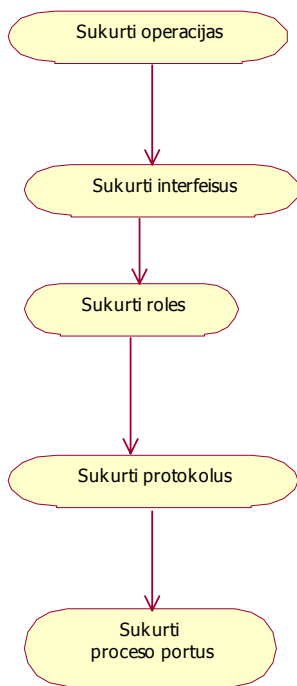 Sukurti operacijas
Sukurti interfeisus
Sukurti roles
Sukurti protokolus
Sukurti
proceso portus